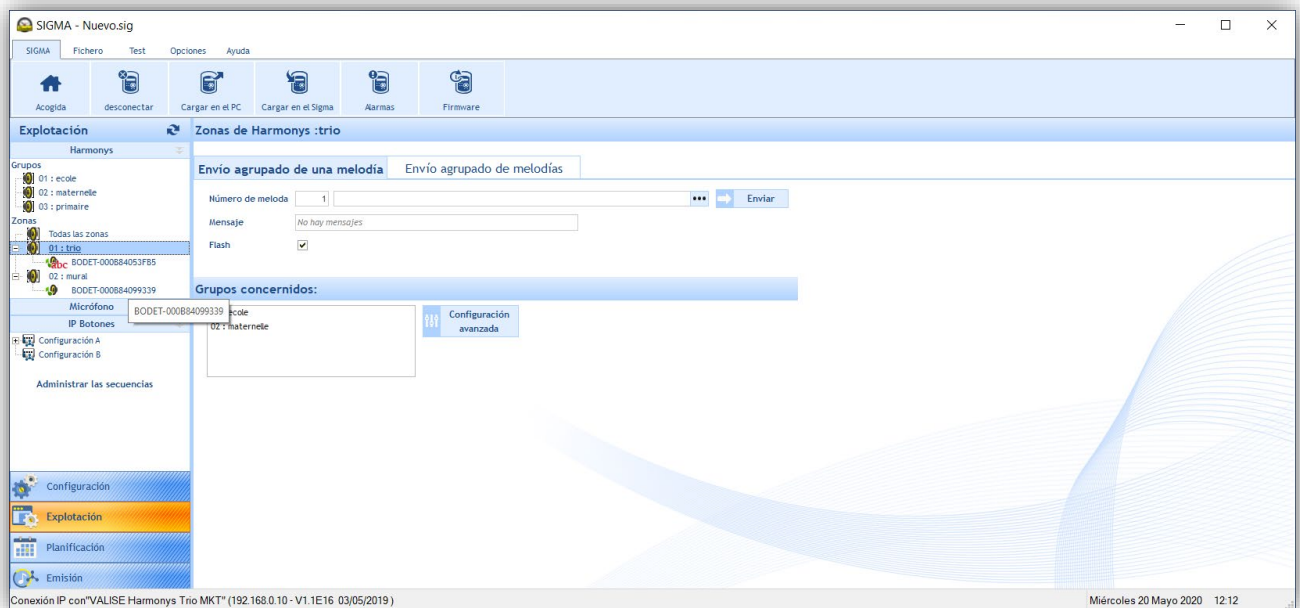 SIGMA - Nuevo.sig
SIGMA Fichero Test Opciones Ayuda
Acogida desconectar Cargar en el PC Cargar en el Sigma Alarmas Firmware
Explotación
Harmonys
Grupos
01 : ecole
02 : maternelle
03 : primaire
Zonas
Todas las zonas
01 : trio
abc BODET-000B84053FB5
02 : mural
BODET-000B84099339
Micrófono
BODET-000B84099339
IP Botones
Configuración A
Configuración B
Administrar las secuencias
Configuración
Explotación
Planificación
Emisión
Zonas de Harmonys :trio
Envío agrupado de una melodía Envío agrupado de melodías
Número de meloda 1 ••• Enviar
Mensaje No hay mensajes
Flash
Grupos concernidos:
ecole
02 : maternelle
Configuración
avanzada
Conexión IP con"VALISE Harmonys Trio MKT" (192.168.0.10 - V1.1E16 03/05/2019 )
Miércoles 20 Mayo 2020 12:12